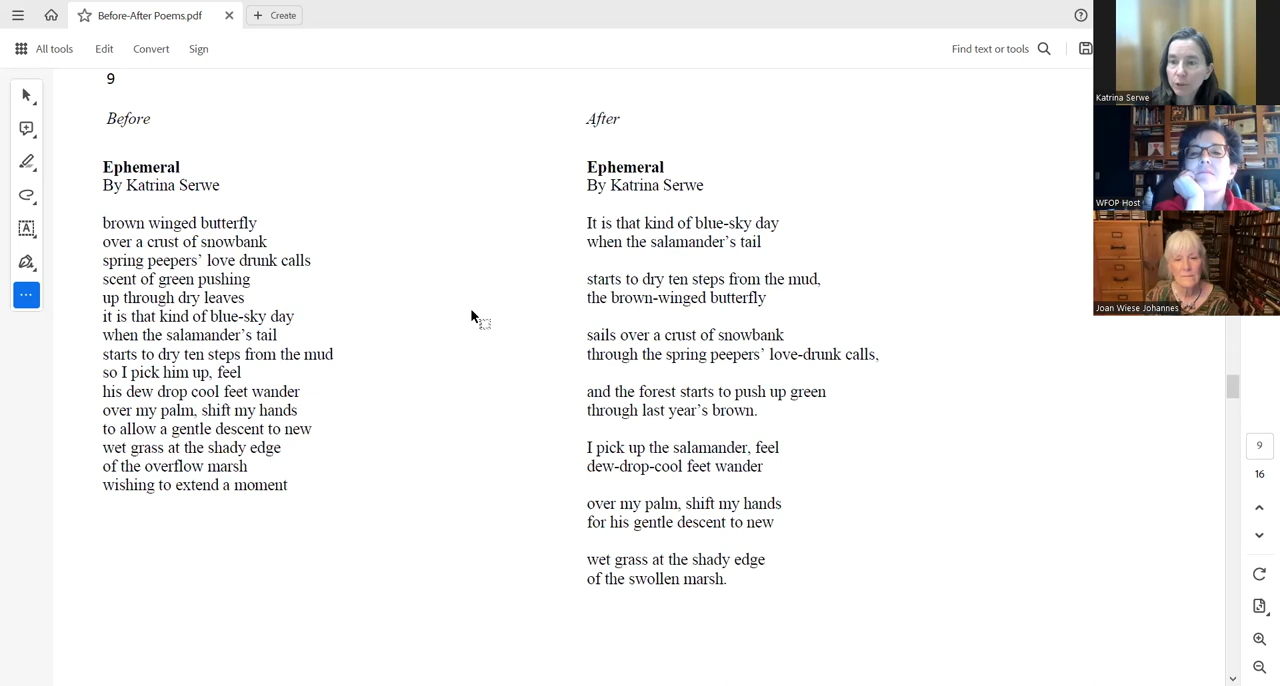 Before-After Poems.pdf
Create
All tools
Edit
Convert
Sign
Find text or tools
9
Before
Ephemeral
By Katrina Serwe
brown winged butterfly
over a crust of snowbank
spring peepers' love drunk calls
scent of green pushing
up through dry leaves
it is that kind of blue-sky day
when the salamander's tail
starts to dry ten steps from the mud
so I pick him up, feel
his dew drop cool feet wander
over my palm, shift my hands
to allow a gentle descent to new
wet grass at the shady edge
of the overflow marsh
wishing to extend a moment
After
Ephemeral
By Katrina Serwe
It is that kind of blue-sky day
when the salamander's tail
starts to dry ten steps from the mud,
the brown-winged butterfly
sails over a crust of snowbank
through the spring peepers' love-drunk calls,
and the forest starts to push up green
through last year's brown.
I pick up the salamander, feel
dew-drop-cool feet wander
over my palm, shift my hands
for his gentle descent to new
wet grass at the shady edge
of the swollen marsh.
Katrina Serwe
WFOP Host
Joan Wiese Johannes
9
16